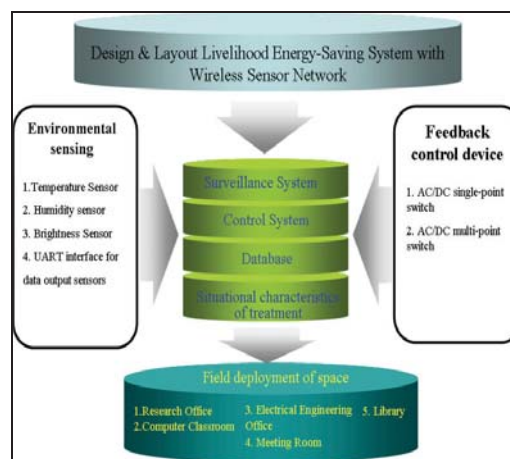 Design & Layout Livelihood Energy-Saving System with
Wireless Sensor Network
Environmental
sensing
1.Temperature Sensor
2. Humidity sensor
3. Brightness Sensor
4. UART interface for
data output sensors
Surveillance System
Control System
Database
Situational characteristics
of treatment
Feedback
control device
1. AC/DC single-point
switch
2. AC/DC multi-point
switch
Field deployment of space
1.Research Office
2.Computer Classroom
3. Electrical Engineering
Office
4. Meeting Room
5. Library